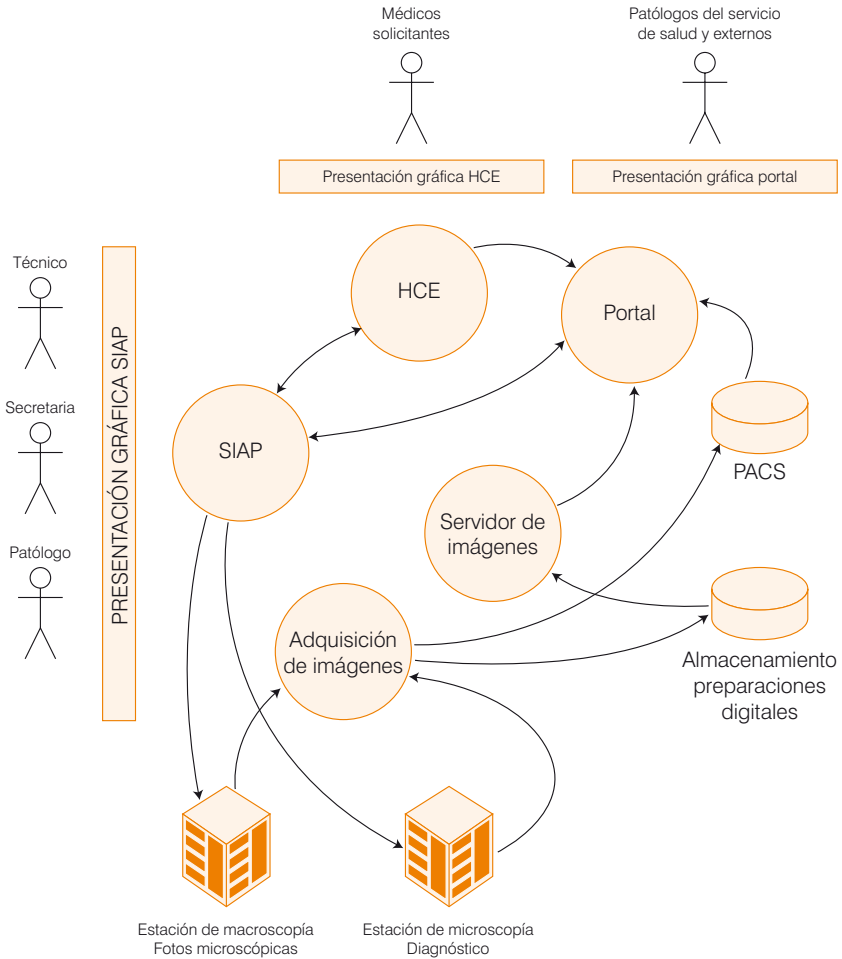 Médicos
solicitantes
Patólogos del servicio
de salud y externos
Presentación gráfica HCE
Presentación gráfica portal
Técnico
Secretaria
Patólogo
PRESENTACIÓN GRÁFICA SIAP
HCE
Portal
SIAP
PACS
Servidor de
imágenes
Adquisición
de imágenes
Almacenamiento
preparaciones
digitales
Estación de macroscopía
Fotos microscópicas
Estación de microscopía
Diagnóstico